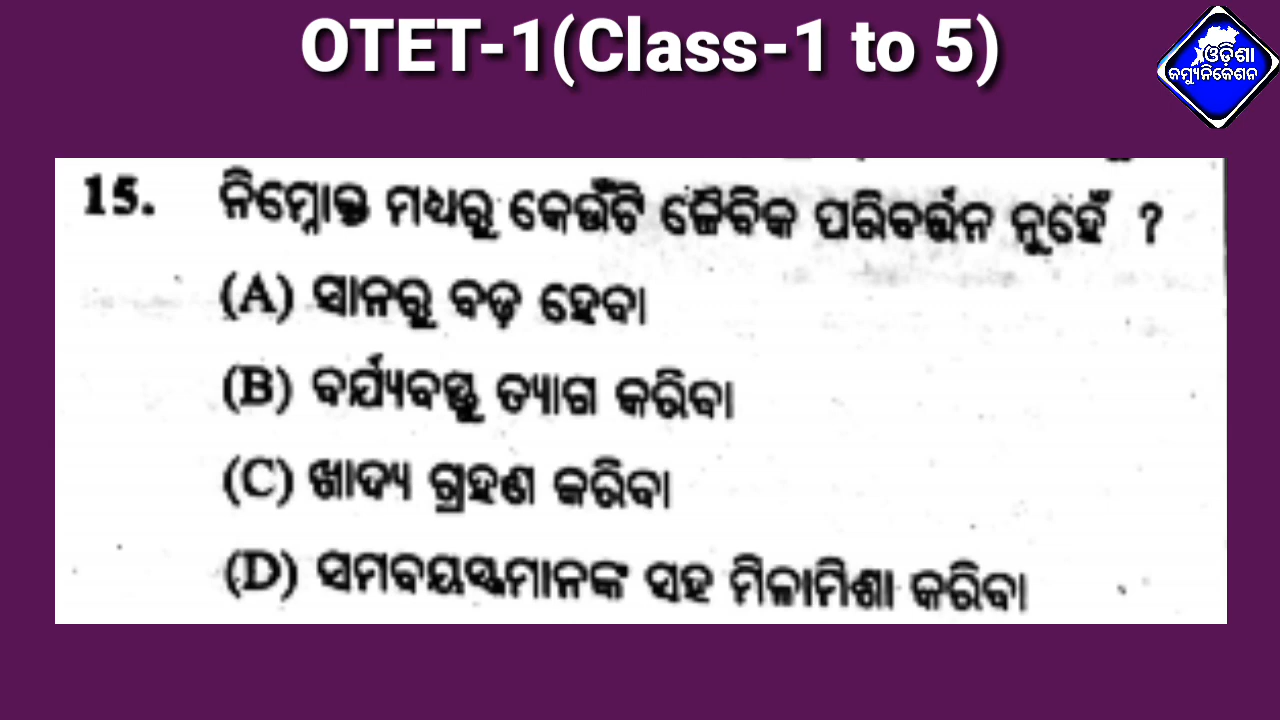 OTET-1(Class-1 to 5)
ଓଡ଼ିଶା
କମ୍ୟୁନିକେଶନ
15. ନିମ୍ନୋକ୍ତ ମଧ୍ୟରୁ କେଉଁଟି ଜୈବିକ ପରିବର୍ତ୍ତନ ନୁହେଁ ?
(A) ସାନରୁ ବଡ଼ ହେବା
(B) ବର୍ଯ୍ୟବସ୍ତୁ ତ୍ୟାଗ କରିବା
(C) ଖାଦ୍ୟ ଗ୍ରହଣ କରିବା
(D) ସମବୟସ୍କମାନଙ୍କ ସହ ମିଳାମିଶା କରିବା